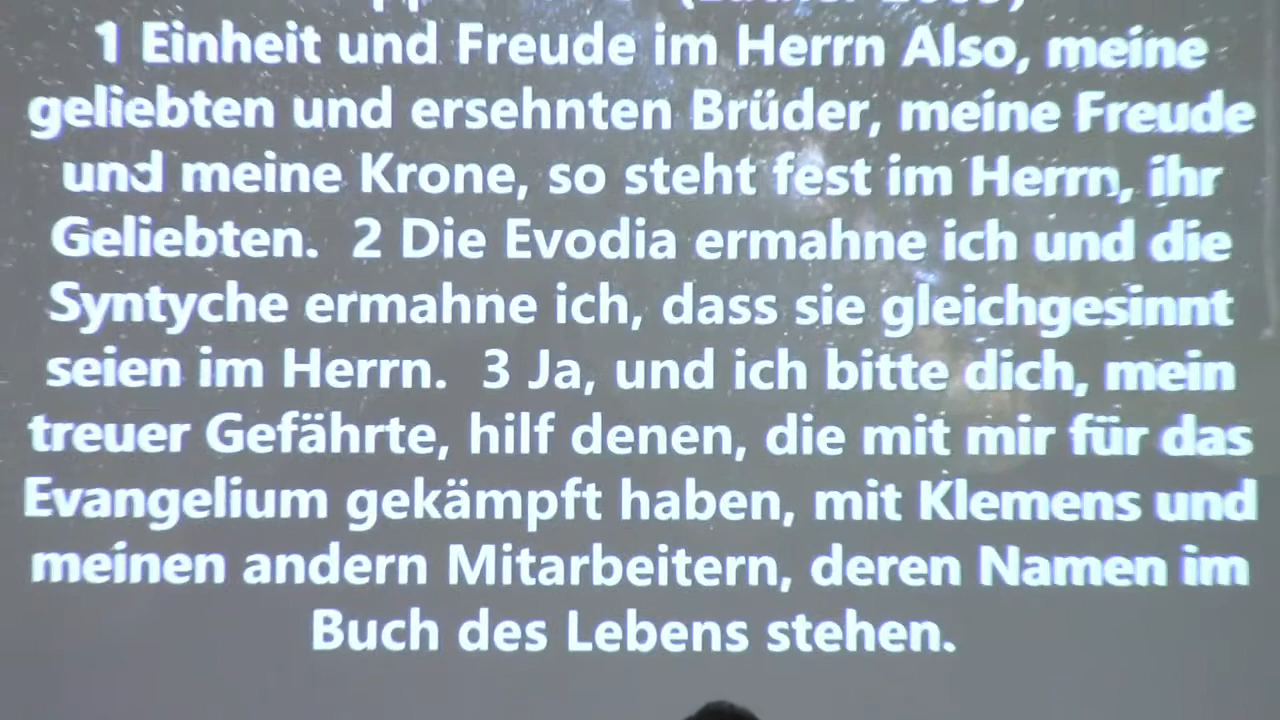 1 Einheit und Freude im Herrn Also, meine
geliebten und ersehnten Brüder, meine Freude
und meine Krone, so steht fest im Herrn, ihr
Geliebten.  2 Die Evodia ermahne ich und die
Syntyche ermahne ich, dass sie gleichgesinnt
seien im Herrn.  3 Ja, und ich bitte dich, mein
treuer Gefährte, hilf denen, die mit mir für das
Evangelium gekämpft haben, mit Klemens und
meinen andern Mitarbeitern, deren Namen im
Buch des Lebens stehen.